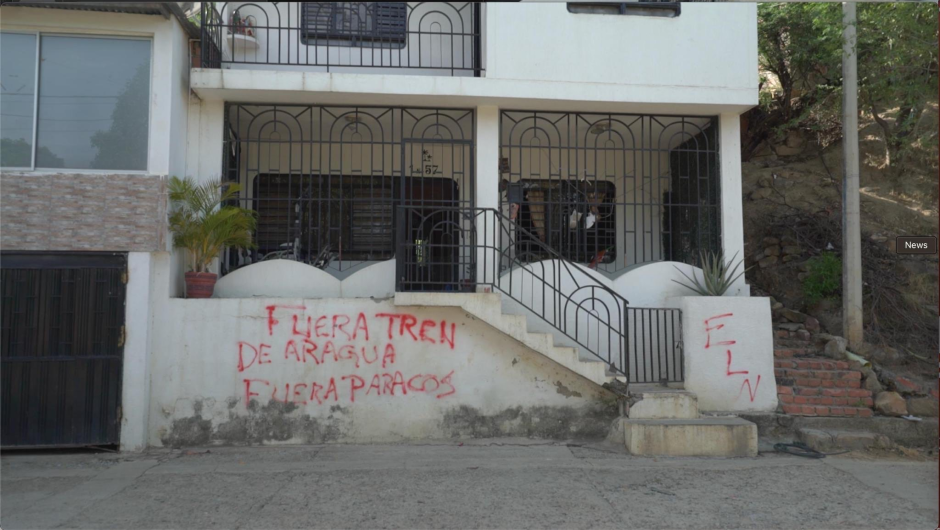 FUERA TREN
DE ARAGUA
FUERA PARACOS
ELN
News